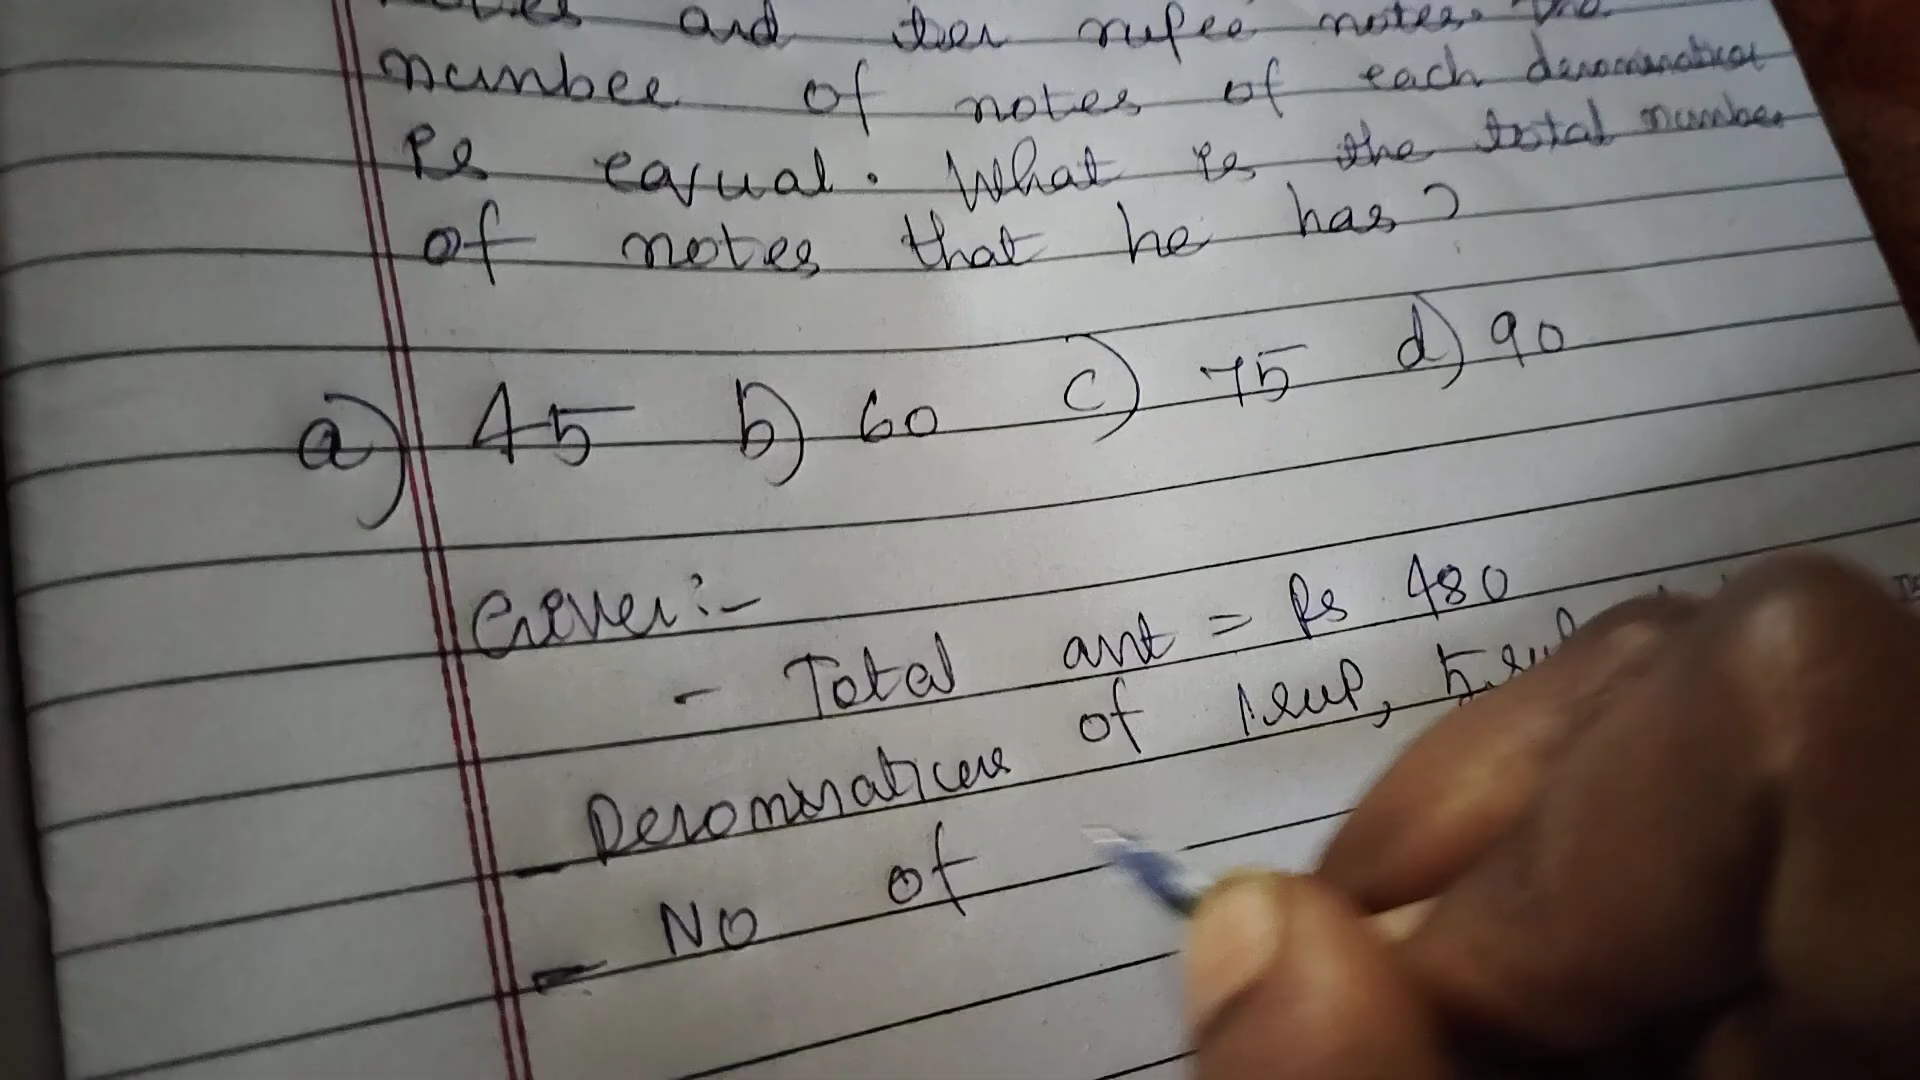 and ten rupee notes. The
number of notes of each denomination
is equal. What is the total number
of notes that he has?
a) 45 b) 60 c) 75 d) 90
Given :-
- Total amt = Rs 480
- Denominations of 1 rup, 5 rup
- No of